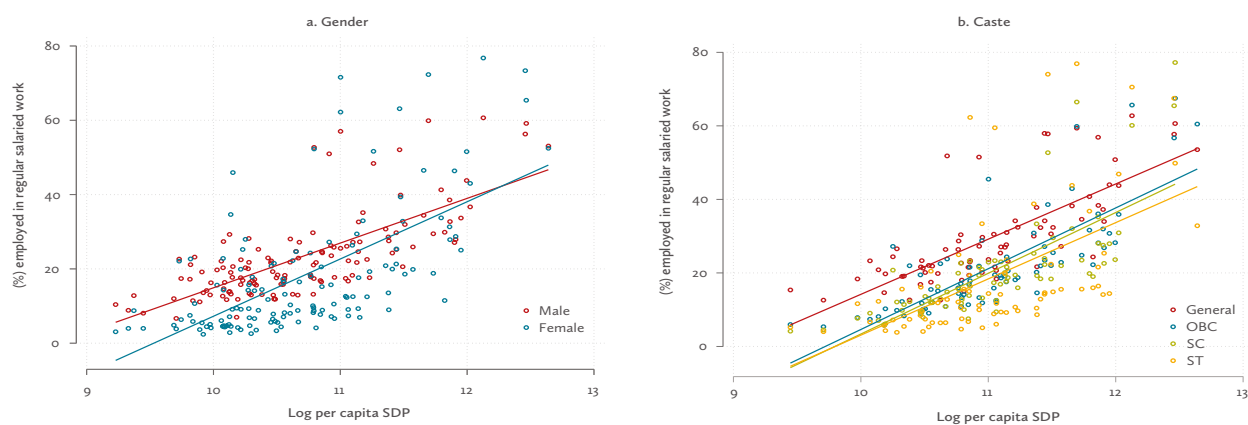 a. Gender
(%) employed in regular salaried work
80
60
40
20
0
9
10
11
12
13
Log per capita SDP
Male
Female
b. Caste
(%) employed in regular salaried work
80
60
40
20
0
9
10
11
12
13
Log per capita SDP
General
OBC
SC
ST